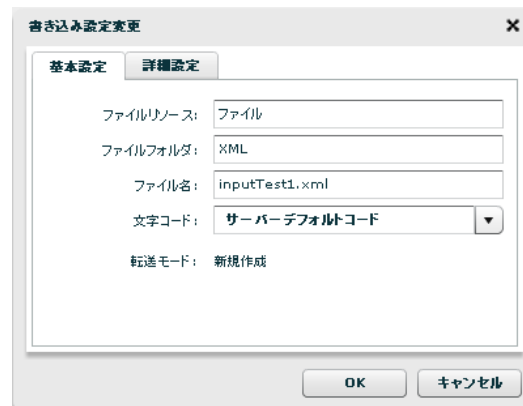 書き込み設定変更
基本設定 詳細設定
ファイルリソース: ファイル
ファイルフォルダ: XML
ファイル名: inputTest1.xml
文字コード: サーバーデフォルトコード
転送モード: 新規作成
OK キャンセル